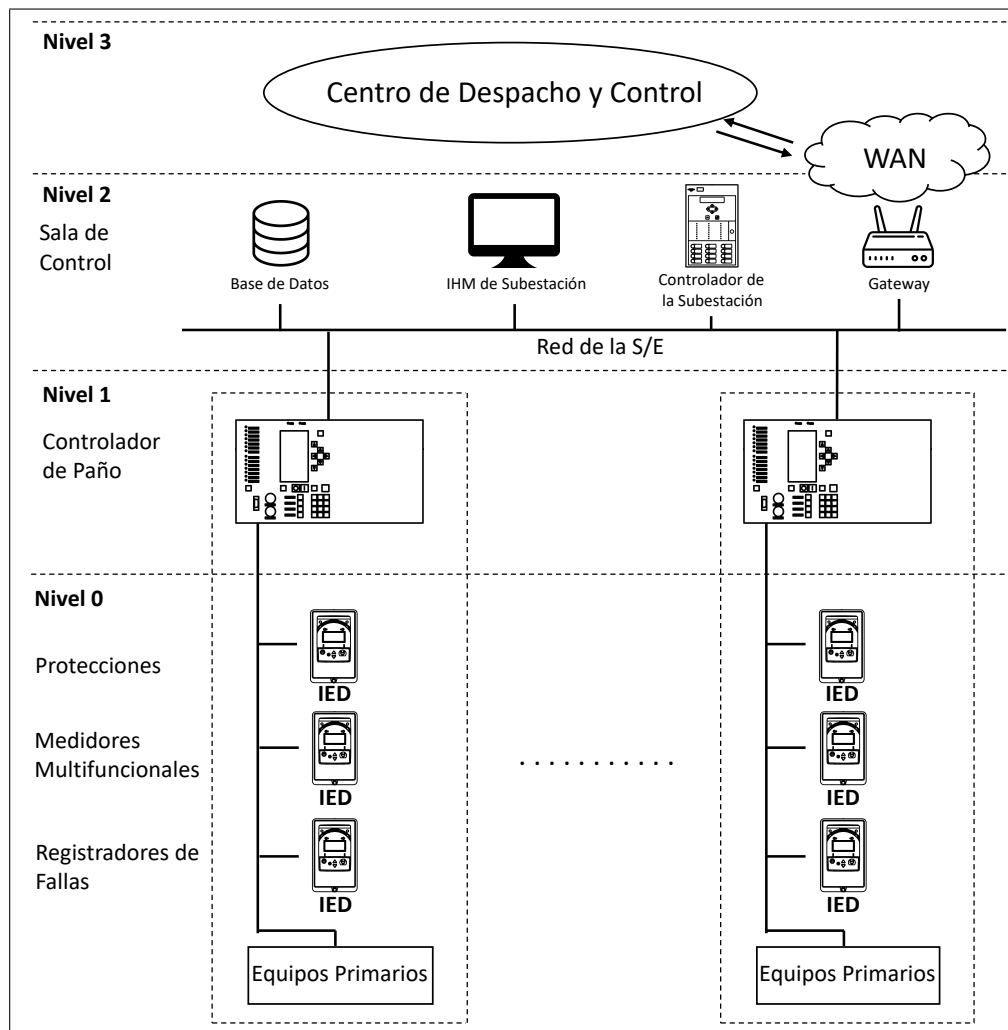 Nivel 3
Centro de Despacho y Control
WAN
Nivel 2
Sala de
Control
Base de Datos
IHM de Subestación
Controlador de
la Subestación
Gateway
Red de la S/E
Nivel 1
Controlador
de Paño
Nivel 0
Protecciones
IED
IED
Medidores
Multifuncionales
IED
IED
. . . . . . . . . . .
Registradores de
Fallas
IED
IED
Equipos Primarios
Equipos Primarios